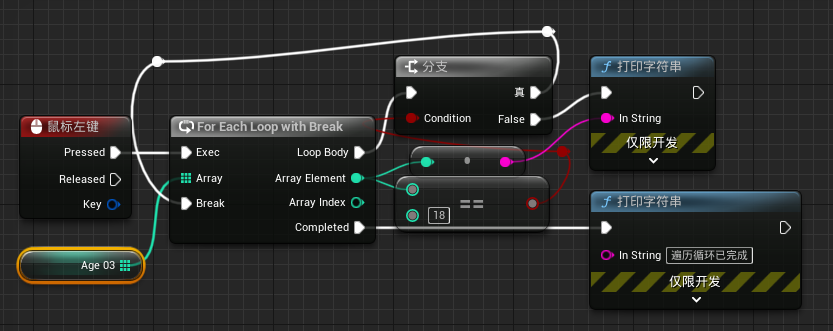 鼠标左键
Pressed
Released
Key
Age 03
For Each Loop with Break
Exec
Loop Body
Array
Array Element
Break
Array Index
Completed
分支
真
Condition
False
18
==
f 打印字符串
In String
仅限开发
f 打印字符串
In String 遍历循环已完成
仅限开发